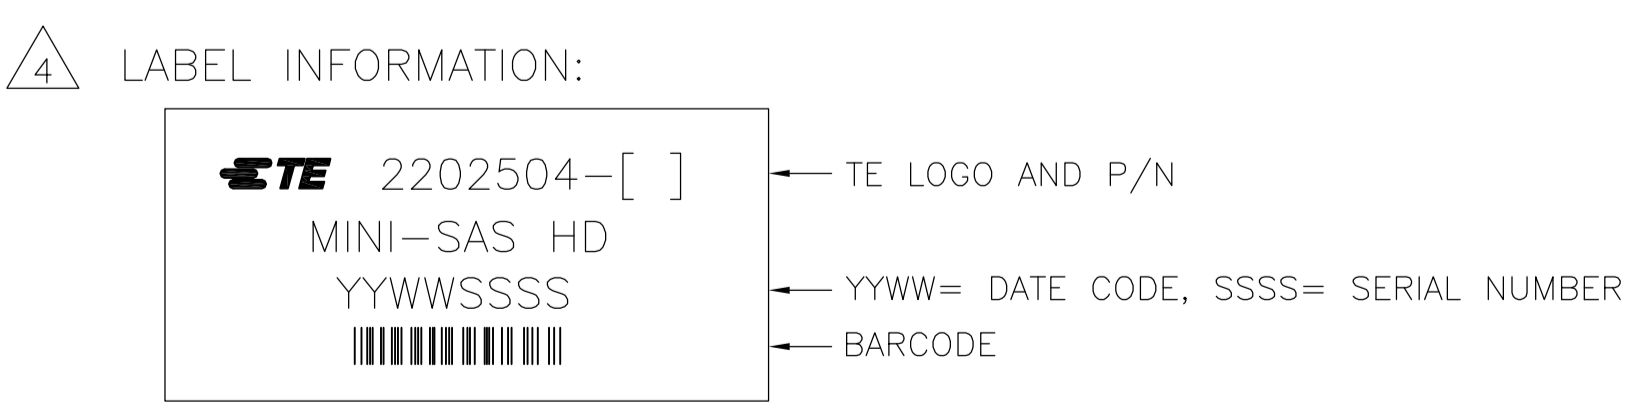 4 LABEL INFORMATION:
TE 2202504-[ ] TE LOGO AND P/N
MINI-SAS HD
YYWWSSSS YYWW= DATE CODE, SSSS= SERIAL NUMBER
BARCODE